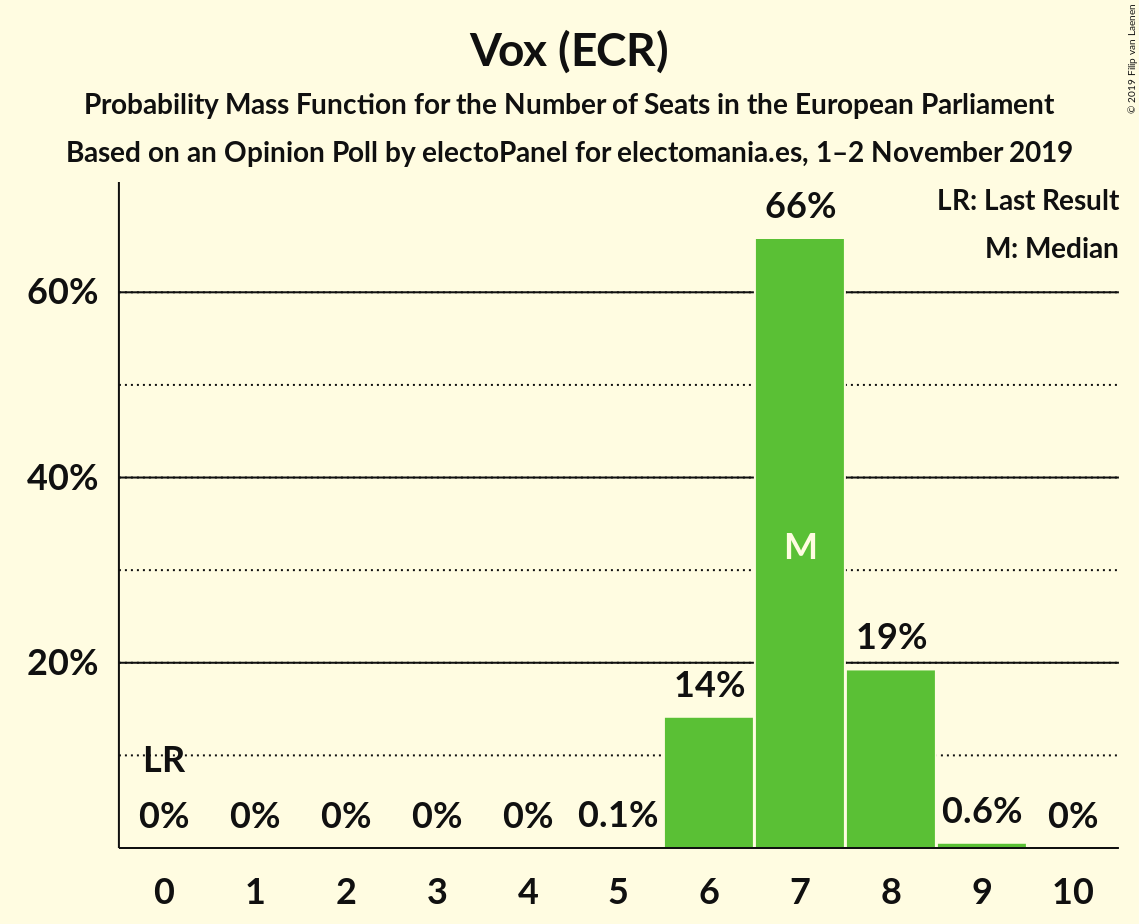 © 2019 Filip van Laenen
Vox (ECR)
Probability Mass Function for the Number of Seats in the European Parliament
Based on an Opinion Poll by electoPanel for electomania.es, 1–2 November 2019
LR: Last Result
M: Median
66%
60%
40%
M
19%
20%
14%
LR
0% 0% 0% 0% 0% 0.1% 0.6% 0%
0 1 2 3 4 5 6 7 8 9 10